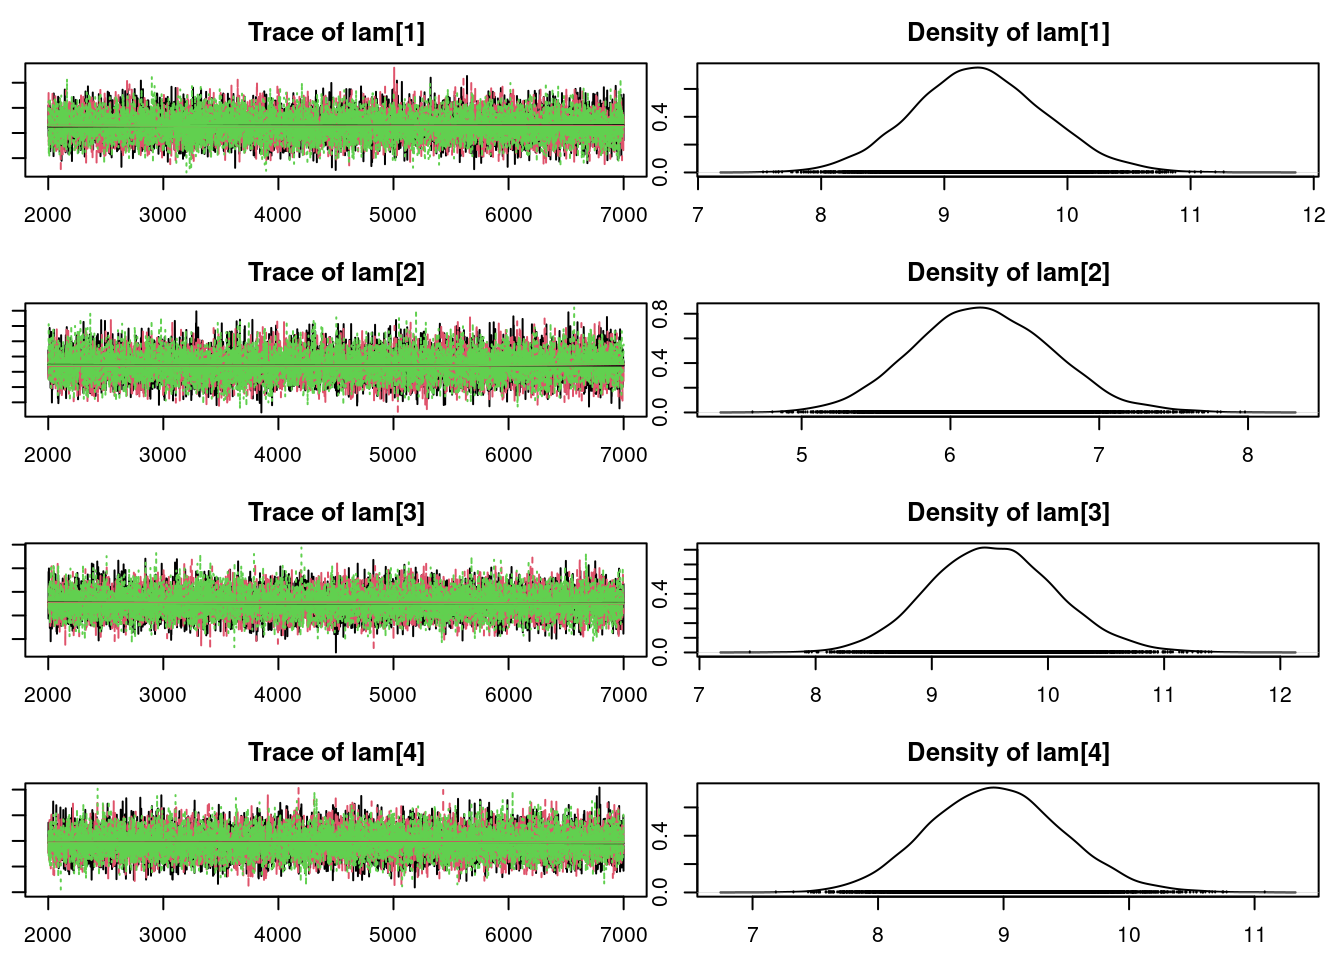 Trace of lam[1]
2000 3000 4000 5000 6000 7000
Density of lam[1]
0.0 0.4
7 8 9 10 11 12
Trace of lam[2]
2000 3000 4000 5000 6000 7000
Density of lam[2]
0.0 0.4 0.8
5 6 7 8
Trace of lam[3]
2000 3000 4000 5000 6000 7000
Density of lam[3]
0.0 0.4
7 8 9 10 11 12
Trace of lam[4]
2000 3000 4000 5000 6000 7000
Density of lam[4]
0.0 0.4
7 8 9 10 11